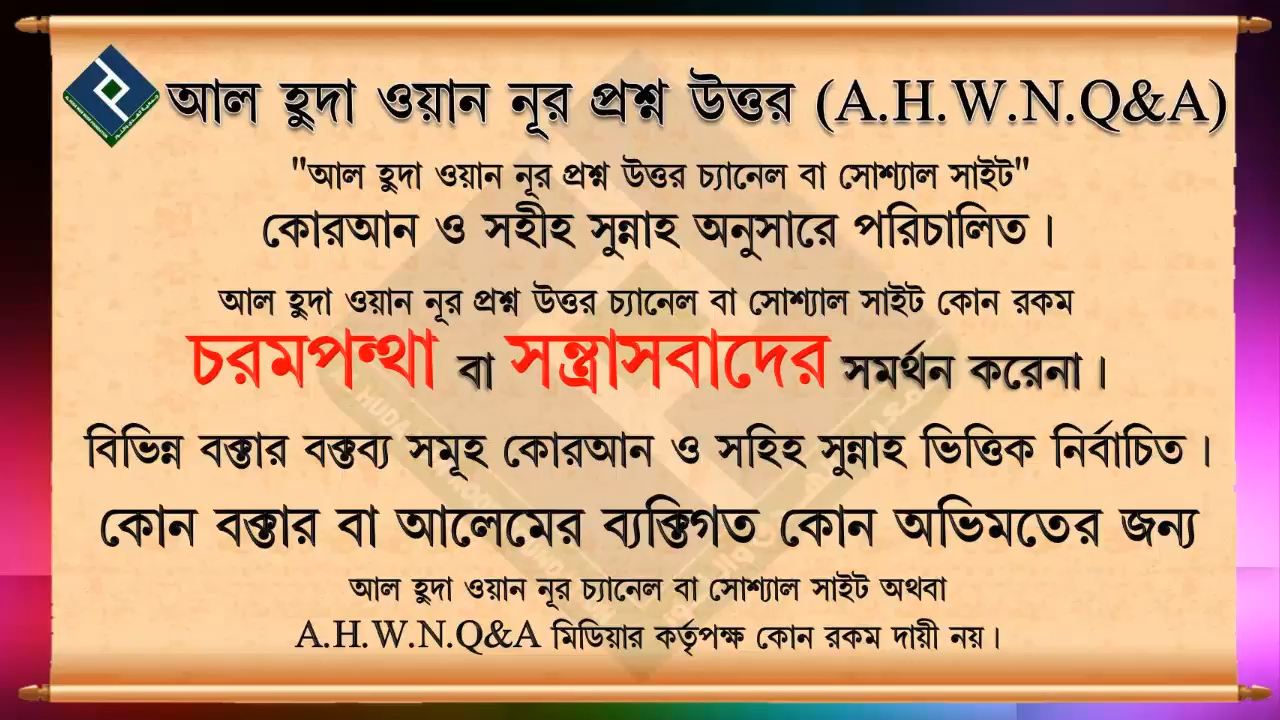 আল হুদা ওয়ান নূর প্রশ্ন উত্তর (A.H.W.N.Q&A)
"আল হুদা ওয়ান নূর প্রশ্ন উত্তর চ্যানেল বা সোশ্যাল সাইট"
কোরআন ও সহীহ সুন্নাহ অনুসারে পরিচালিত।
আল হুদা ওয়ান নূর প্রশ্ন উত্তর চ্যানেল বা সোশ্যাল সাইট কোন রকম
চরমপন্থা বা সন্ত্রাসবাদের সমর্থন করেনা।
বিভিন্ন বক্তার বক্তব্য সমূহ কোরআন ও সহিহ সুন্নাহ ভিত্তিক নির্বাচিত।
কোন বক্তার বা আলেমের ব্যক্তিগত কোন অভিমতের জন্য
আল হুদা ওয়ান নূর চ্যানেল বা সোশ্যাল সাইট অথবা
A.H.W.N.Q&A মিডিয়ার কর্তৃপক্ষ কোন রকম দায়ী নয়।